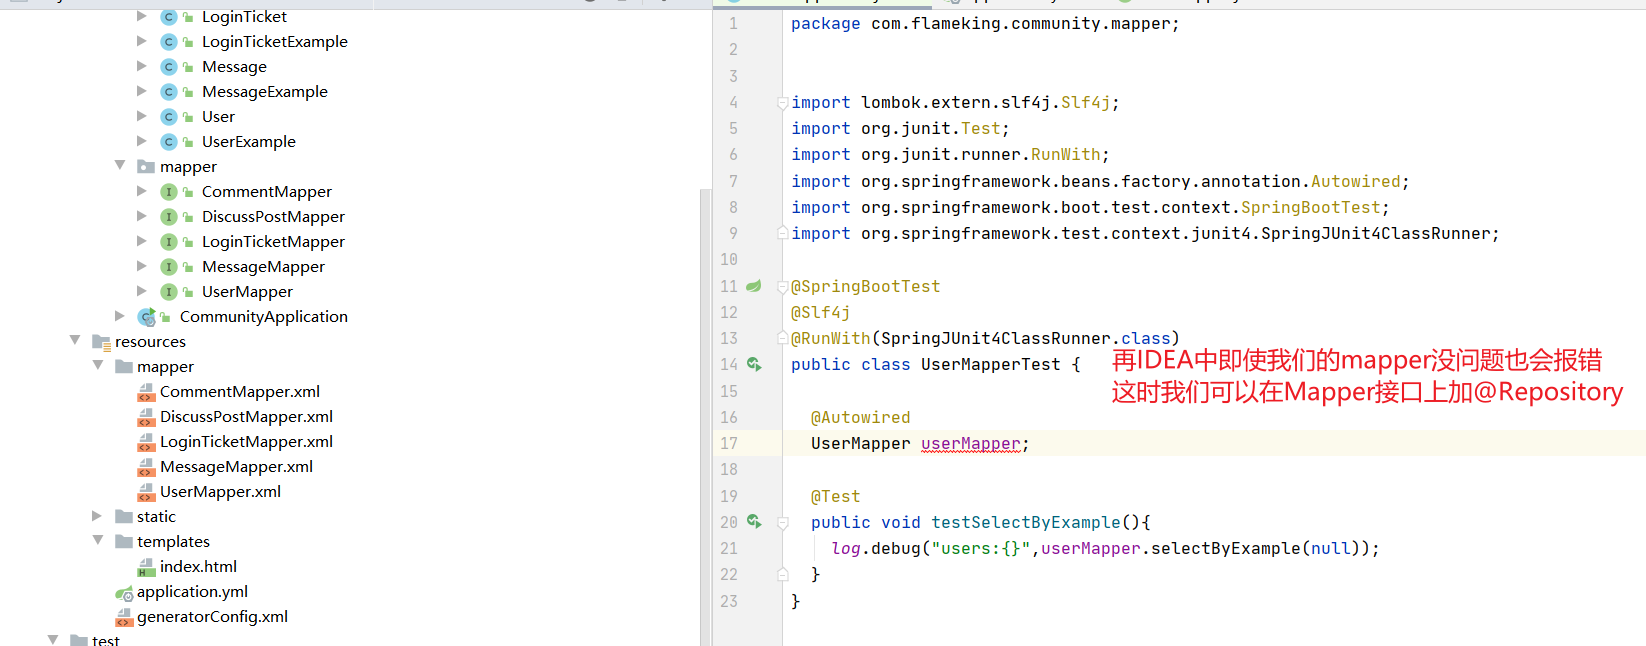 LoginTicket
LoginTicketExample
Message
MessageExample
User
UserExample
mapper
CommentMapper
DiscussPostMapper
LoginTicketMapper
MessageMapper
UserMapper
CommunityApplication
resources
mapper
CommentMapper.xml
DiscussPostMapper.xml
LoginTicketMapper.xml
MessageMapper.xml
UserMapper.xml
static
templates
index.html
application.yml
generatorConfig.xml
test
1 package com.flameking.community.mapper;
2
3
4 import lombok.extern.slf4j.Slf4j;
5 import org.junit.Test;
6 import org.junit.runner.RunWith;
7 import org.springframework.beans.factory.annotation.Autowired;
8 import org.springframework.boot.test.context.SpringBootTest;
9 import org.springframework.test.context.junit4.SpringJUnit4ClassRunner;
10
11 @SpringBootTest
12 @Slf4j
13 @RunWith(SpringJUnit4ClassRunner.class)
14 public class UserMapperTest {
再IDEA中即使我们的mapper没问题也会报错
这时我们可以在Mapper接口上加@Repository
15
16 @Autowired
17 UserMapper userMapper;
18
19 @Test
20 public void testSelectByExample(){
21 log.debug("users:{}",userMapper.selectByExample(null));
22 }
23 }